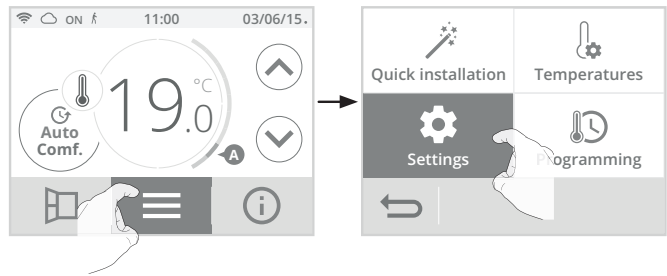 ON 11:00 03/06/15.
19.0 °C
Auto
Comf.
A
Quick installation Temperatures
Settings Programming